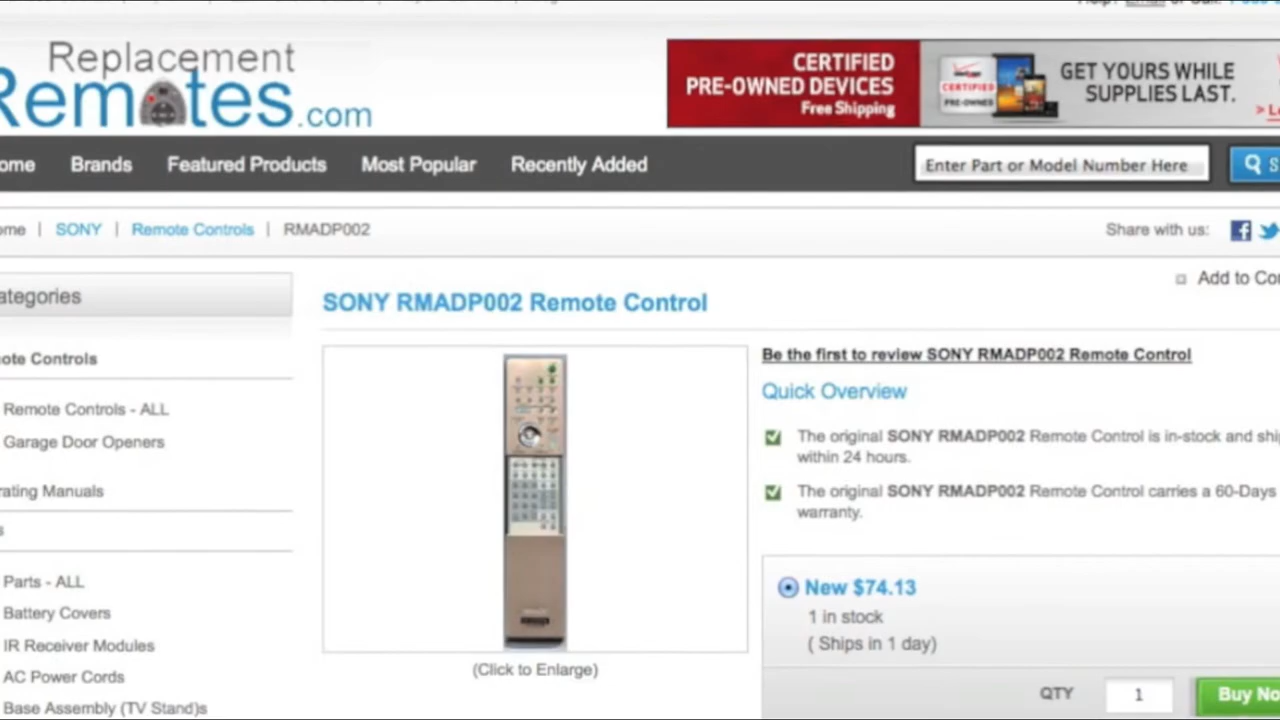 Replacement
Remotes.com
CERTIFIED
PRE-OWNED DEVICES
Free Shipping
CERTIFIED
PRE-OWNED
GET YOURS WHILE
SUPPLIES LAST.
ome
Brands
Featured Products
Most Popular
Recently Added
Enter Part or Model Number Here
S
ome | SONY | Remote Controls | RMADP002
Share with us:
ategories
Add to Co
SONY RMADP002 Remote Control
ote Controls
Remote Controls - ALL
Garage Door Openers
rating Manuals
s
Parts - ALL
Battery Covers
IR Receiver Modules
AC Power Cords
Base Assembly (TV Stand)s
(Click to Enlarge)
Be the first to review SONY RMADP002 Remote Control
Quick Overview
The original SONY RMADP002 Remote Control is in-stock and ship
within 24 hours.
The original SONY RMADP002 Remote Control carries a 60-Days
warranty.
New $74.13
1 in stock
( Ships in 1 day)
QTY
1
Buy No